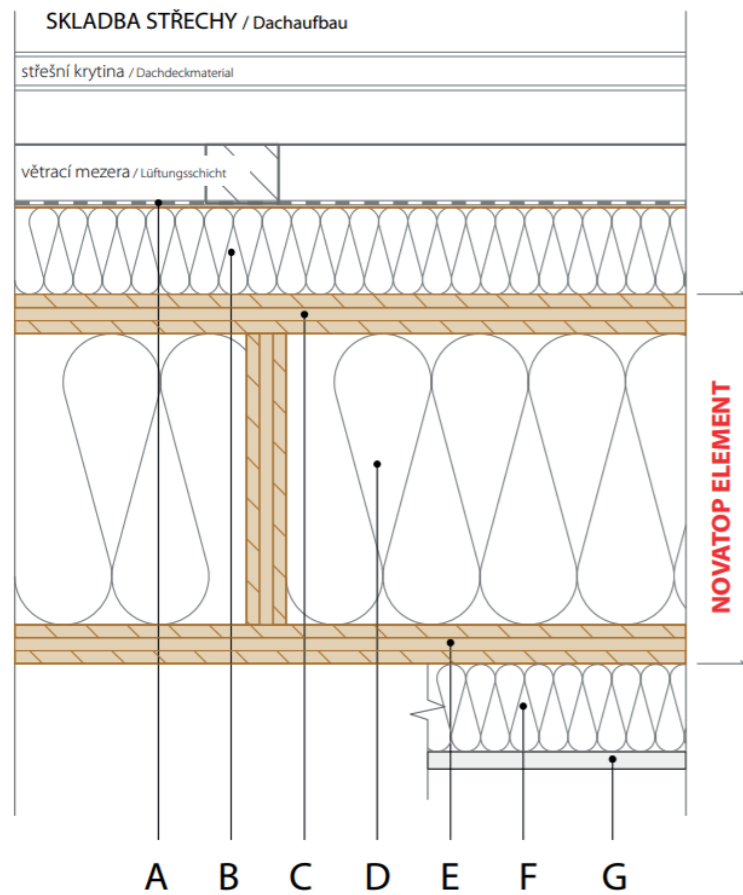 SKLADBA STŘECHY / Dachaufbau
střešní krytina / Dachdeckmaterial
větrací mezera / Lüftungsschicht
NOVATOP ELEMENT
A B C D E F G